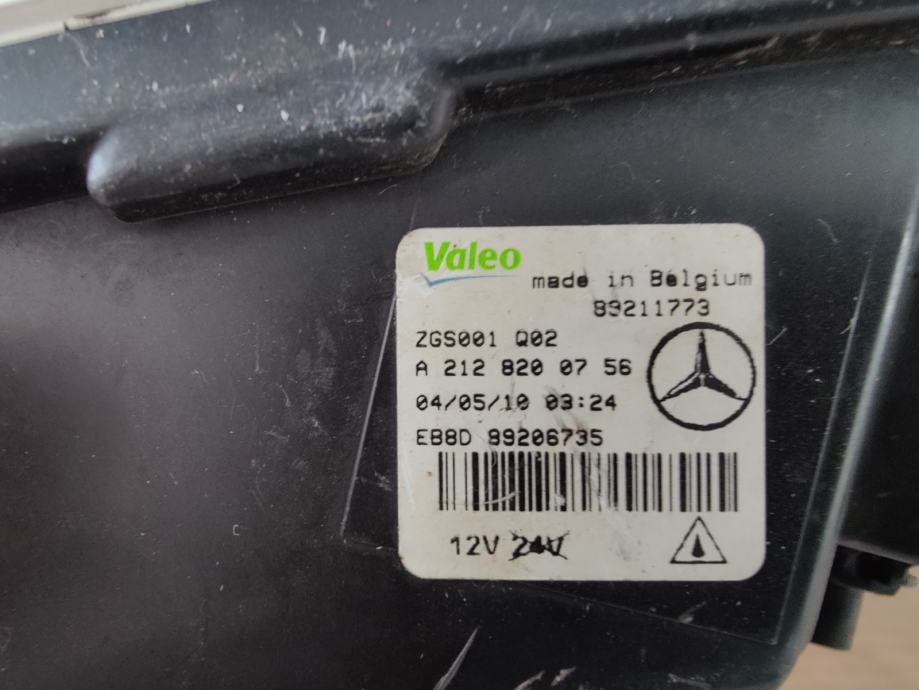 Valeo
made in Belgium
89211773
ZGS001 Q02
A 212 820 07 56
04/05/10 03:24
EB8D 89206735
12V 24V